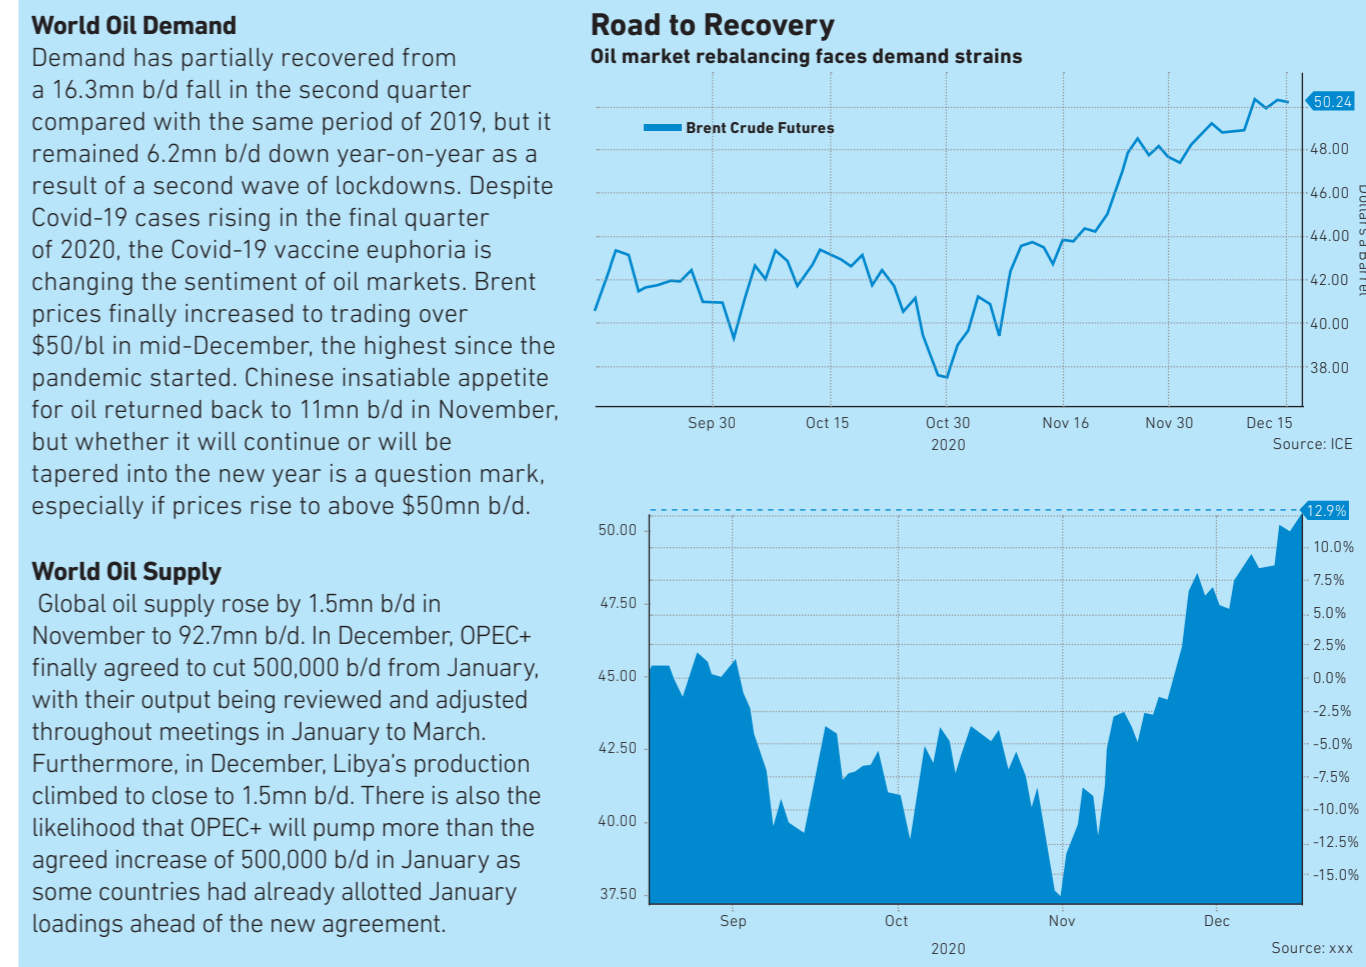 World Oil Demand
Demand has partially recovered from
a 16.3mn b/d fall in the second quarter
compared with the same period of 2019, but it
remained 6.2mn b/d down year-on-year as a
result of a second wave of lockdowns. Despite
Covid-19 cases rising in the final quarter
of 2020, the Covid-19 vaccine euphoria is
changing the sentiment of oil markets. Brent
prices finally increased to trading over
$50/bl in mid-December, the highest since the
pandemic started. Chinese insatiable appetite
for oil returned back to 11mn b/d in November,
but whether it will continue or will be
tapered into the new year is a question mark,
especially if prices rise to above $50mn b/d.
World Oil Supply
Global oil supply rose by 1.5mn b/d in
November to 92.7mn b/d. In December, OPEC+
finally agreed to cut 500,000 b/d from January,
with their output being reviewed and adjusted
throughout meetings in January to March.
Furthermore, in December, Libya's production
climbed to close to 1.5mn b/d. There is also the
likelihood that OPEC+ will pump more than the
agreed increase of 500,000 b/d in January as
some countries had already allotted January
loadings ahead of the new agreement.
Road to Recovery
Oil market rebalancing faces demand strains
Brent Crude Futures
50.24
48.00
46.00
44.00
42.00
40.00
38.00
Dollars a barrel
Sep 30 Oct 15 Oct 30 Nov 16 Nov 30 Dec 15
2020
Source: ICE
50.00
47.50
45.00
42.50
40.00
37.50
12.9%
10.0%
7.5%
5.0%
2.5%
0.0%
-2.5%
-5.0%
-7.5%
-10.0%
-12.5%
-15.0%
Sep Oct Nov Dec
2020
Source: xxx